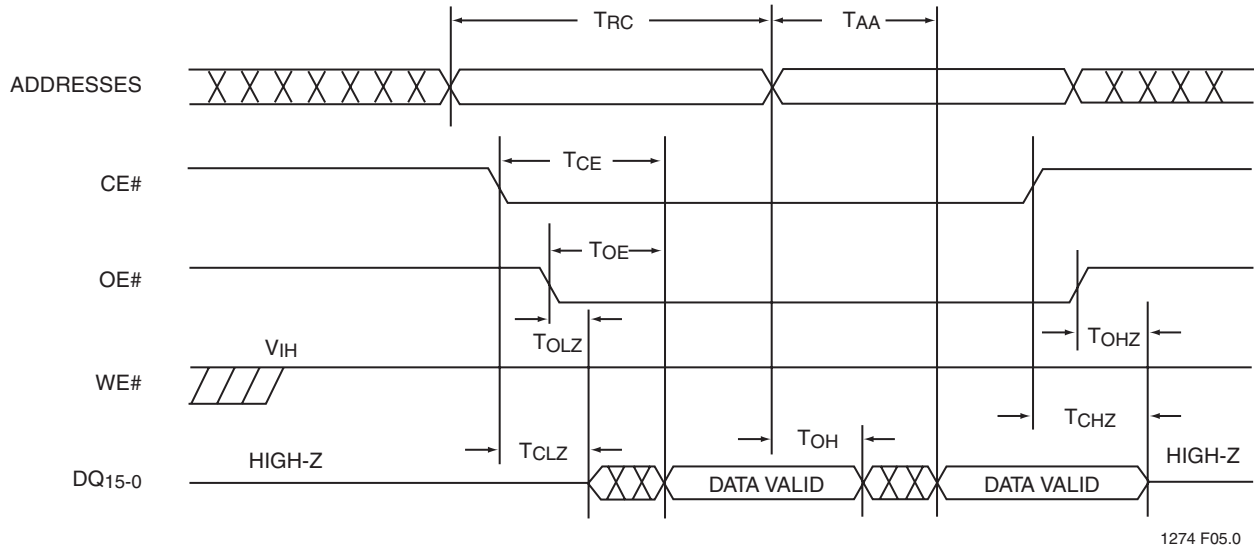 TRC
TAA
ADDRESSES
TCE
CE#
TOE
OE#
TOLZ
TOHZ
VIH
WE#
TCHZ
TCLZ
TOH
HIGH-Z
HIGH-Z
DQ15-0
DATA VALID
DATA VALID
1274 F05.0